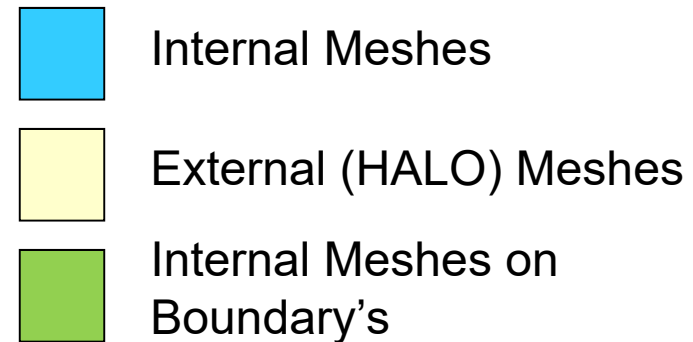 Internal Meshes
External (HALO) Meshes
Internal Meshes on
Boundary’s